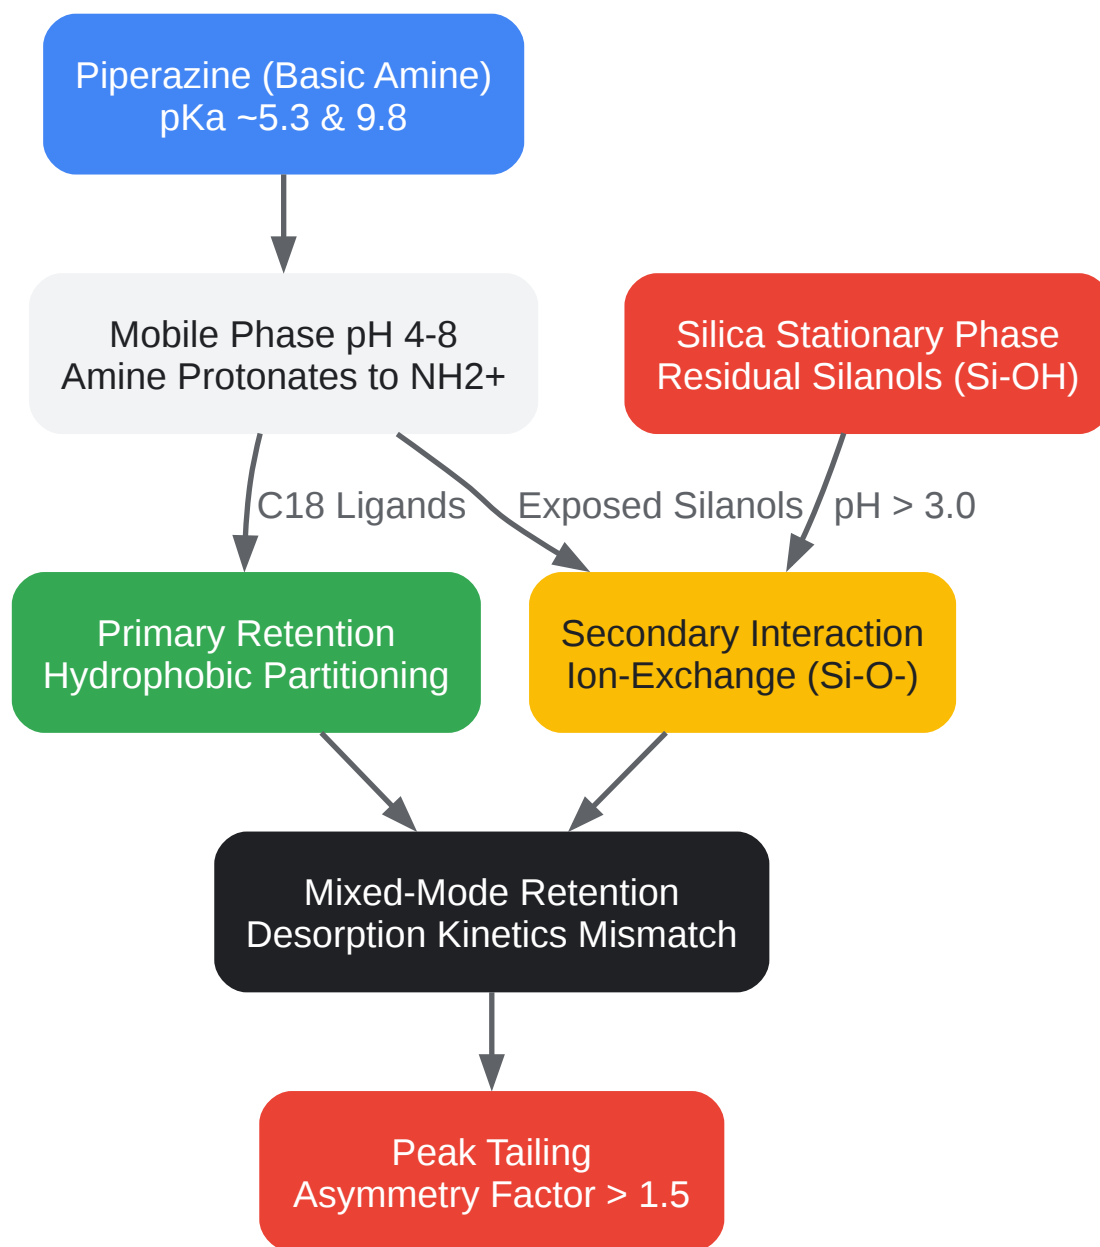 Piperazine (Basic Amine)
pKa ~5.3 & 9.8
Mobile Phase pH 4-8
Amine Protonates to NH2+
Silica Stationary Phase
Residual Silanols (Si-OH)
C18 Ligands
Exposed Silanols
pH > 3.0
Primary Retention
Hydrophobic Partitioning
Secondary Interaction
Ion-Exchange (Si-O-)
Mixed-Mode Retention
Desorption Kinetics Mismatch
Peak Tailing
Asymmetry Factor > 1.5